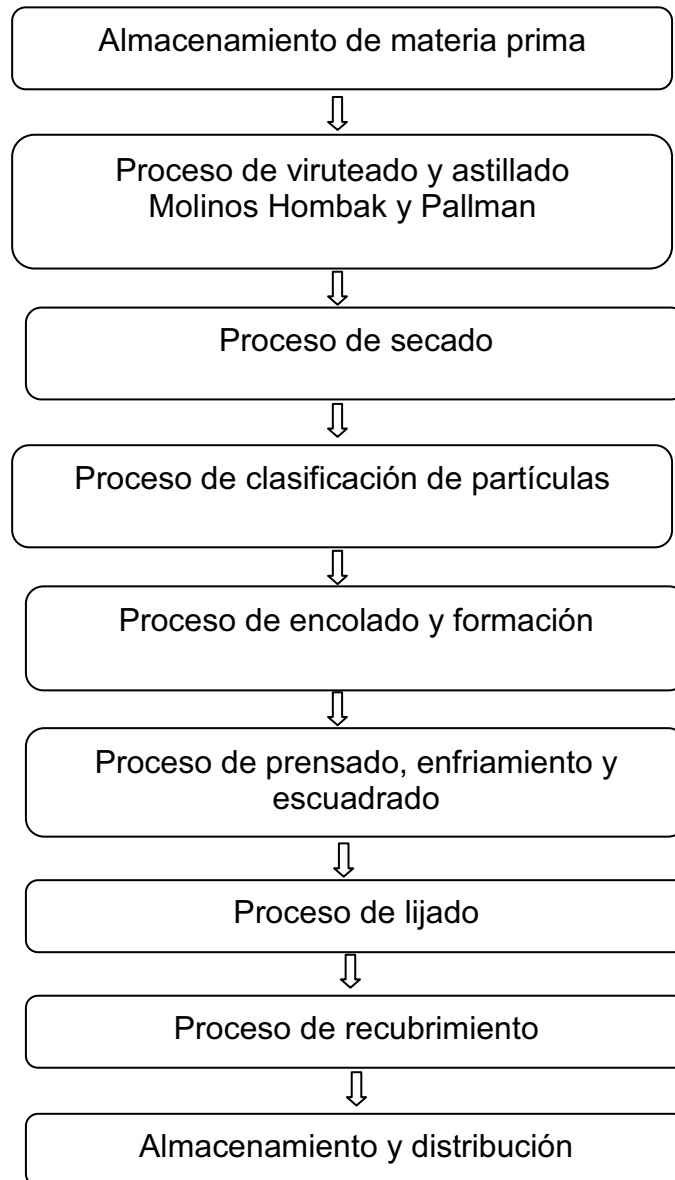 Almacenamiento de materia prima
Proceso de viruteado y astillado
Molinos Hombak y Pallman
Proceso de secado
Proceso de clasificación de partículas
Proceso de encolado y formación
Proceso de prensado, enfriamiento y
escuadrado
Proceso de lijado
Proceso de recubrimiento
Almacenamiento y distribución